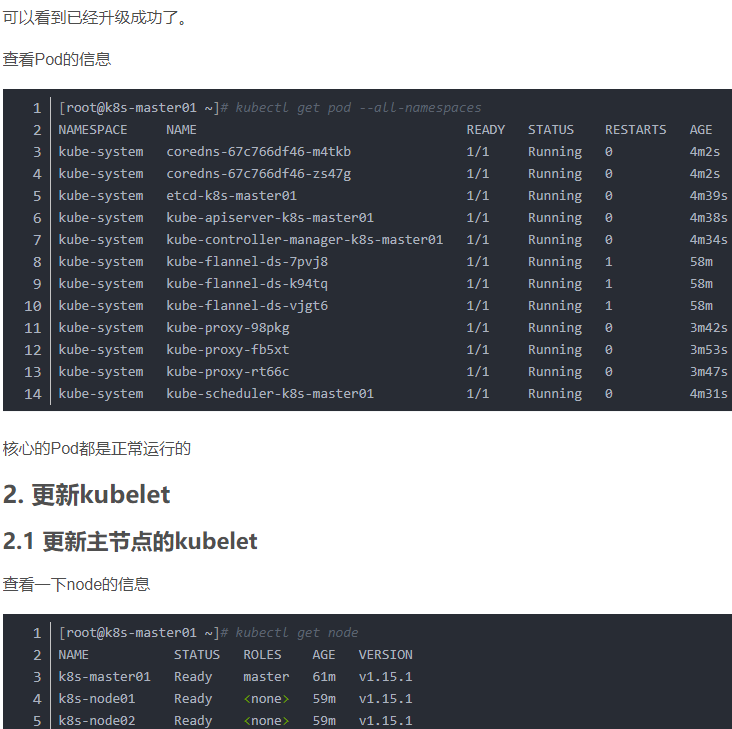 可以看到已经升级成功了。
查看Pod的信息
1 [root@k8s-master01 ~]# kubectl get pod --all-namespaces
2 NAMESPACE NAME READY STATUS RESTARTS AGE
3 kube-system coredns-67c766df46-m4tkb 1/1 Running 0 4m2s
4 kube-system coredns-67c766df46-zs47g 1/1 Running 0 4m2s
5 kube-system etcd-k8s-master01 1/1 Running 0 4m39s
6 kube-system kube-apiserver-k8s-master01 1/1 Running 0 4m38s
7 kube-system kube-controller-manager-k8s-master01 1/1 Running 0 4m34s
8 kube-system kube-flannel-ds-7pvj8 1/1 Running 1 58m
9 kube-system kube-flannel-ds-k94tq 1/1 Running 1 58m
10 kube-system kube-flannel-ds-vjgt6 1/1 Running 1 58m
11 kube-system kube-proxy-98pkg 1/1 Running 0 3m42s
12 kube-system kube-proxy-fb5xt 1/1 Running 0 3m53s
13 kube-system kube-proxy-rt66c 1/1 Running 0 3m47s
14 kube-system kube-scheduler-k8s-master01 1/1 Running 0 4m31s
核心的Pod都是正常运行的
2. 更新kubelet
2.1 更新主节点的kubelet
查看一下node的信息
1 [root@k8s-master01 ~]# kubectl get node
2 NAME STATUS ROLES AGE VERSION
3 k8s-master01 Ready master 61m v1.15.1
4 k8s-node01 Ready <none> 59m v1.15.1
5 k8s-node02 Ready <none> 59m v1.15.1